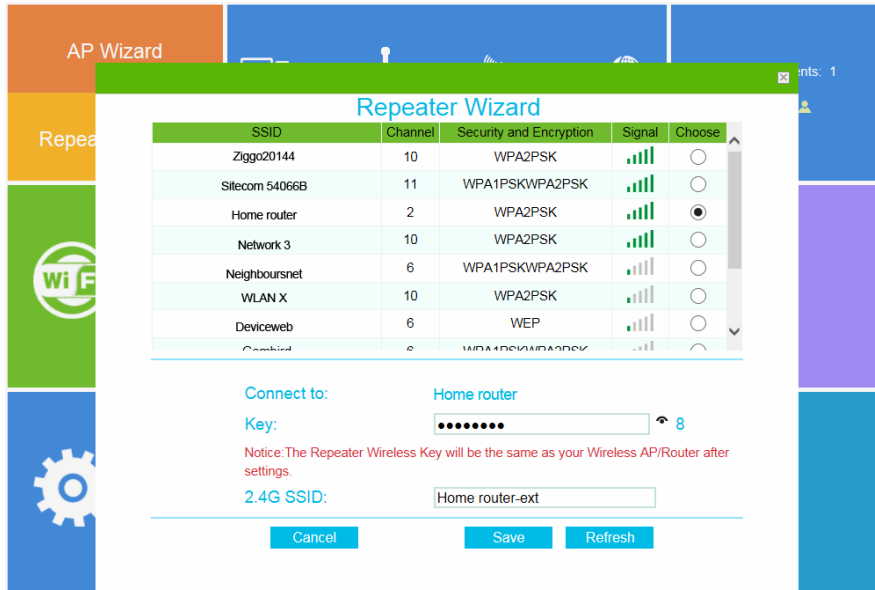 AP Wizard
ents: 1
Repea
Wi F
Repeater Wizard
SSID Channel Security and Encryption Signal Choose
Ziggo20144 10 WPA2PSK
Sitecom 54066B 11 WPA1PSKWPA2PSK
Home router 2 WPA2PSK
Network 3 10 WPA2PSK
Neighboursnet 6 WPA1PSKWPA2PSK
WLAN X 10 WPA2PSK
Deviceweb 6 WEP
6 WPA1PSKWPA2PSK
Connect to: Home router
Key: ●●●●●●●● 8
Notice:The Repeater Wireless Key will be the same as your Wireless AP/Router after
settings.
2.4G SSID: Home router-ext
Cancel Save Refresh